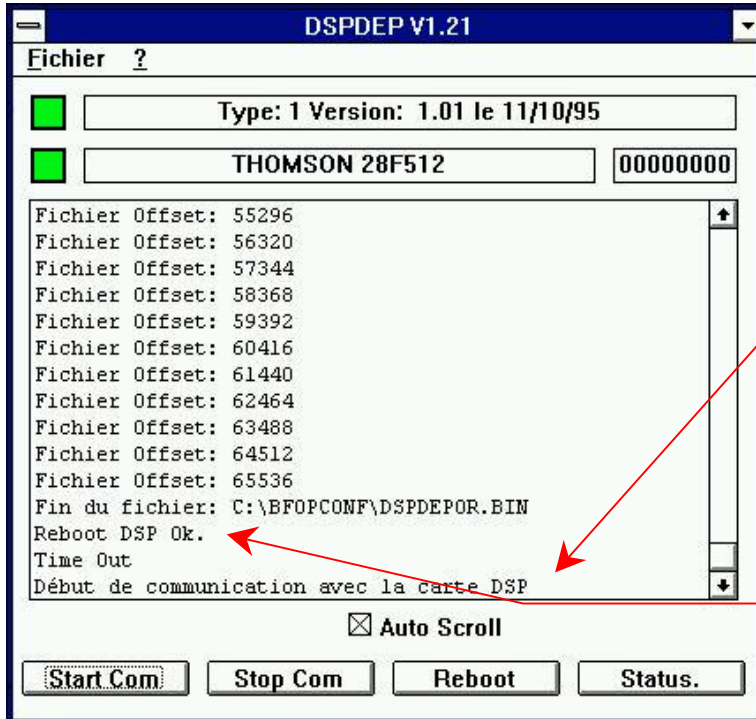 DSPDEP V1.21
Fichier ?
Type: 1 Version: 1.01 le 11/10/95
THOMSON 28F512 00000000
Fichier Offset: 55296
Fichier Offset: 56320
Fichier Offset: 57344
Fichier Offset: 58368
Fichier Offset: 59392
Fichier Offset: 60416
Fichier Offset: 61440
Fichier Offset: 62464
Fichier Offset: 63488
Fichier Offset: 64512
Fichier Offset: 65536
Fin du fichier: C:\BFOPCONF\DSPDEPOR.BIN
Reboot DSP Ok.
Time Out
Début de communication avec la carte DSP
Auto Scroll
Start Com Stop Com Reboot Status.